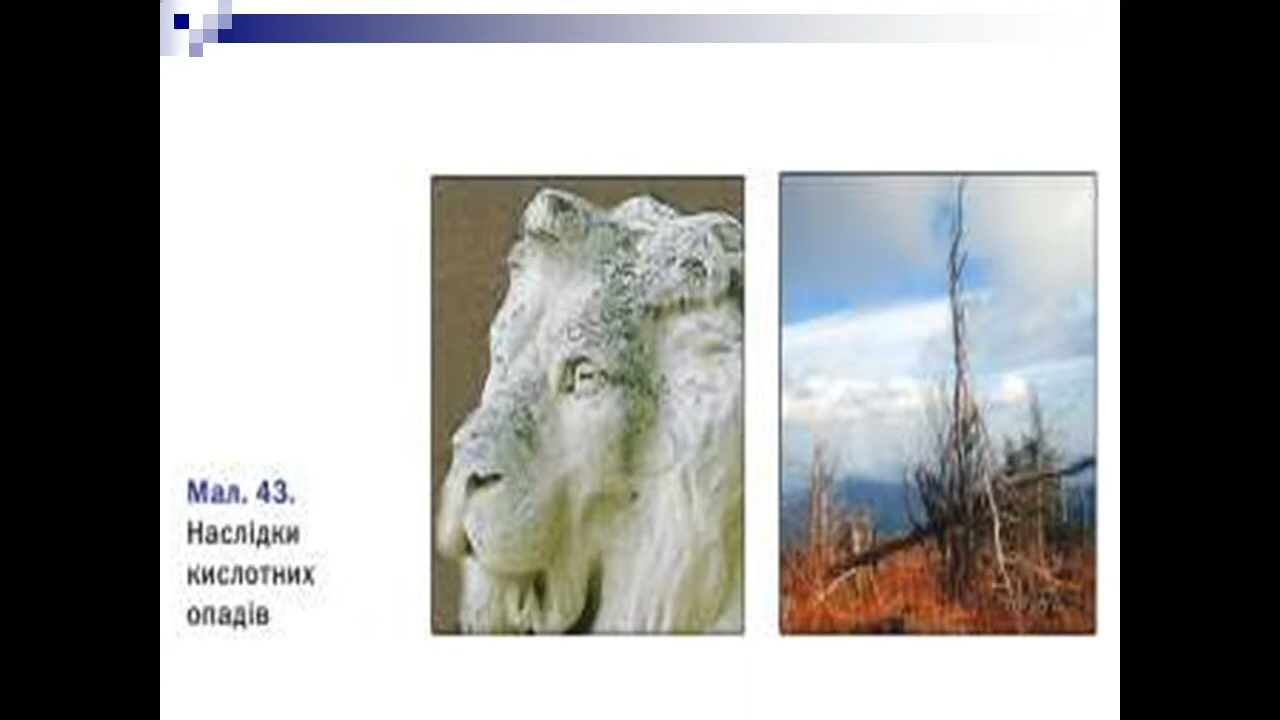 Мал. 43.
Наслідки
кислотних
опадів